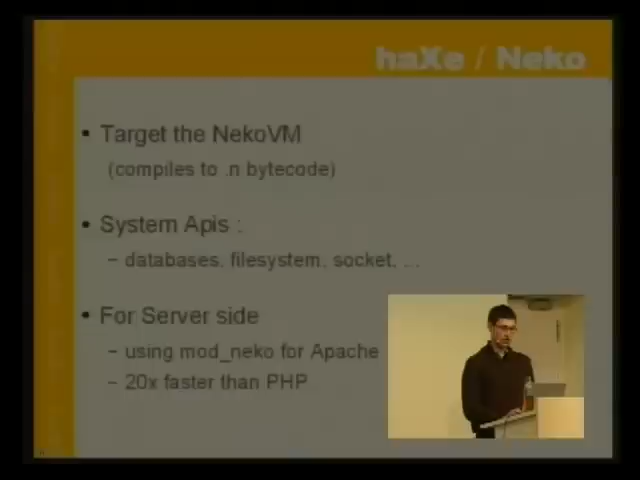 haXe / Neko
• Target the NekoVM
(compiles to .n bytecode)
• System Apis :
– databases, filesystem, socket, ...
• For Server side
– using mod_neko for Apache
– 20x faster than PHP